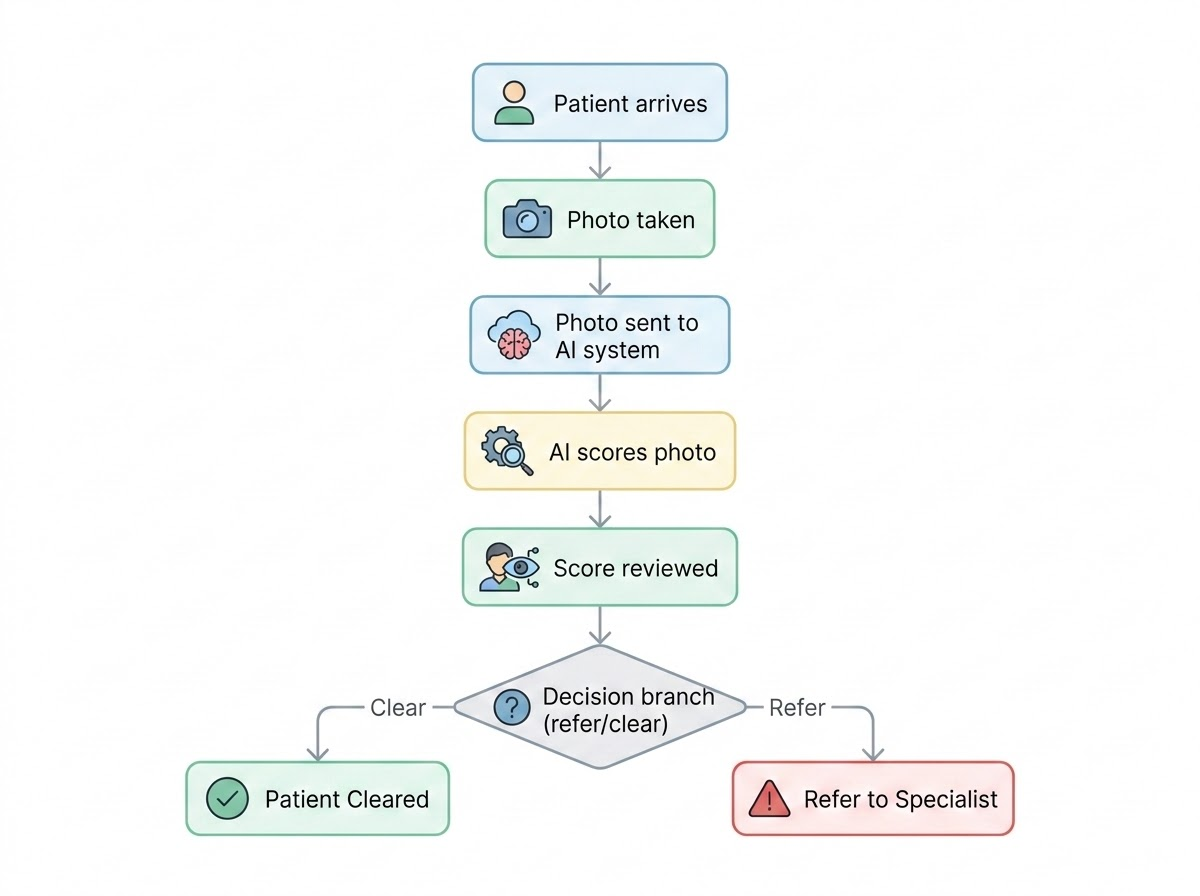 Patient arrives
Photo taken
Photo sent to
AI system
AI scores photo
Score reviewed
Decision branch
(refer/clear)
Clear
Refer
Patient Cleared
Refer to Specialist